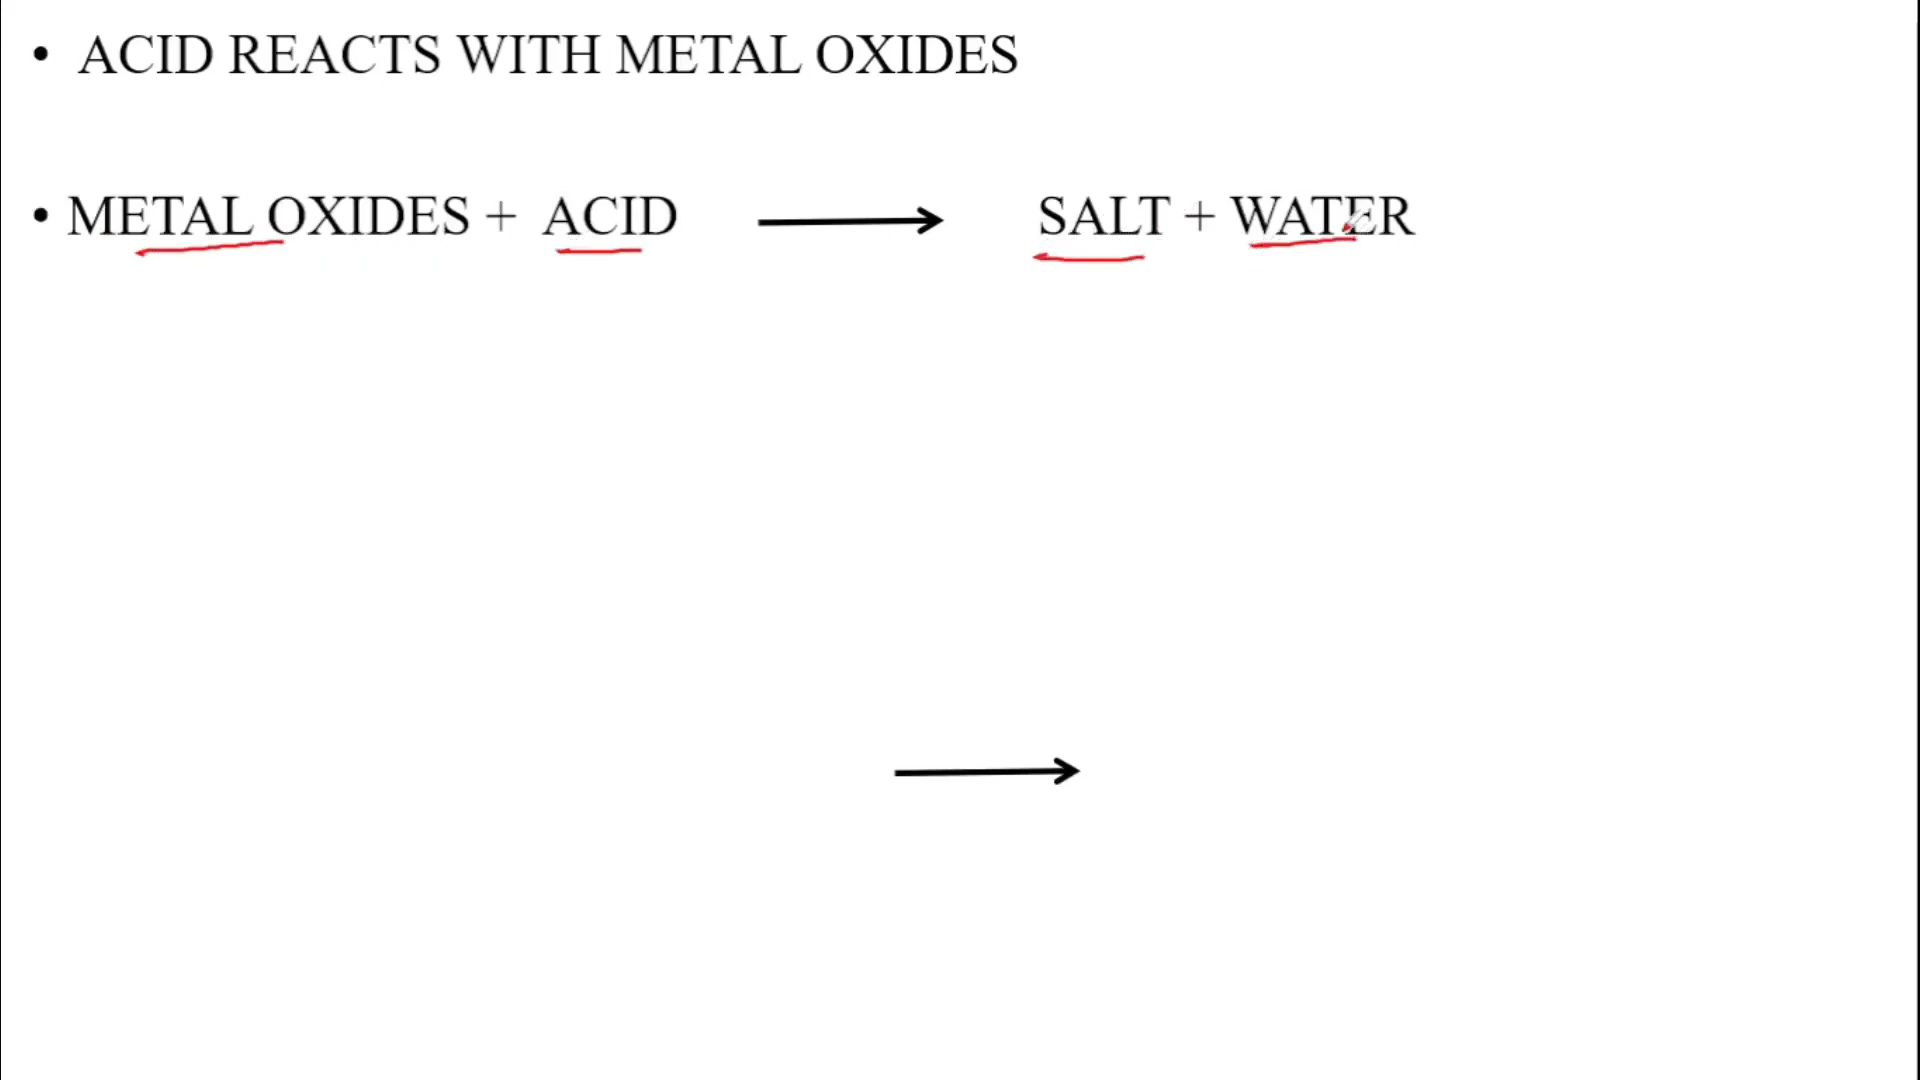 • ACID REACTS WITH METAL OXIDES
• METAL OXIDES + ACID ⟶ SALT + WATER